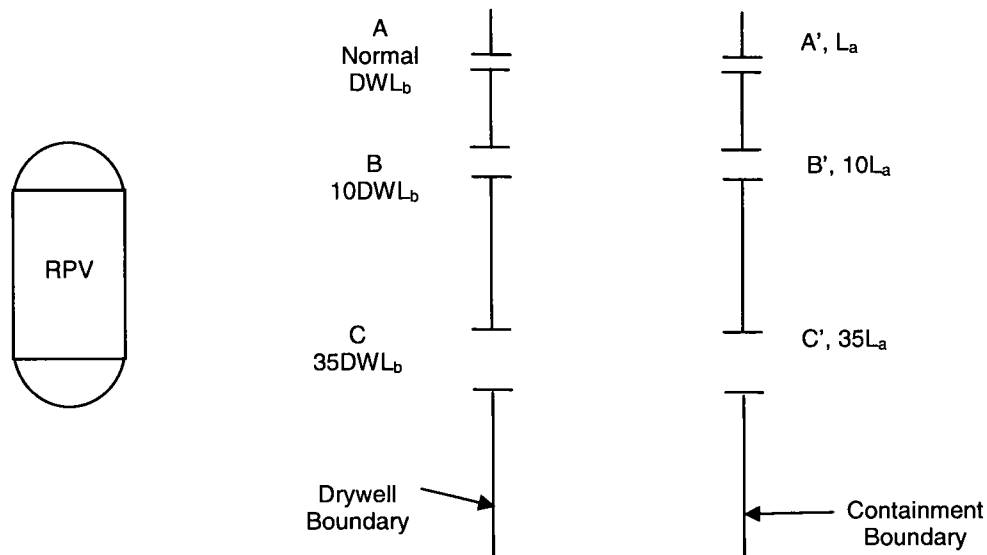 A
Normal
DWL_b
A', L_a
B
10DWL_b
B', 10L_a
RPV
C
35DWL_b
C', 35L_a
Drywell
Boundary
Containment
Boundary